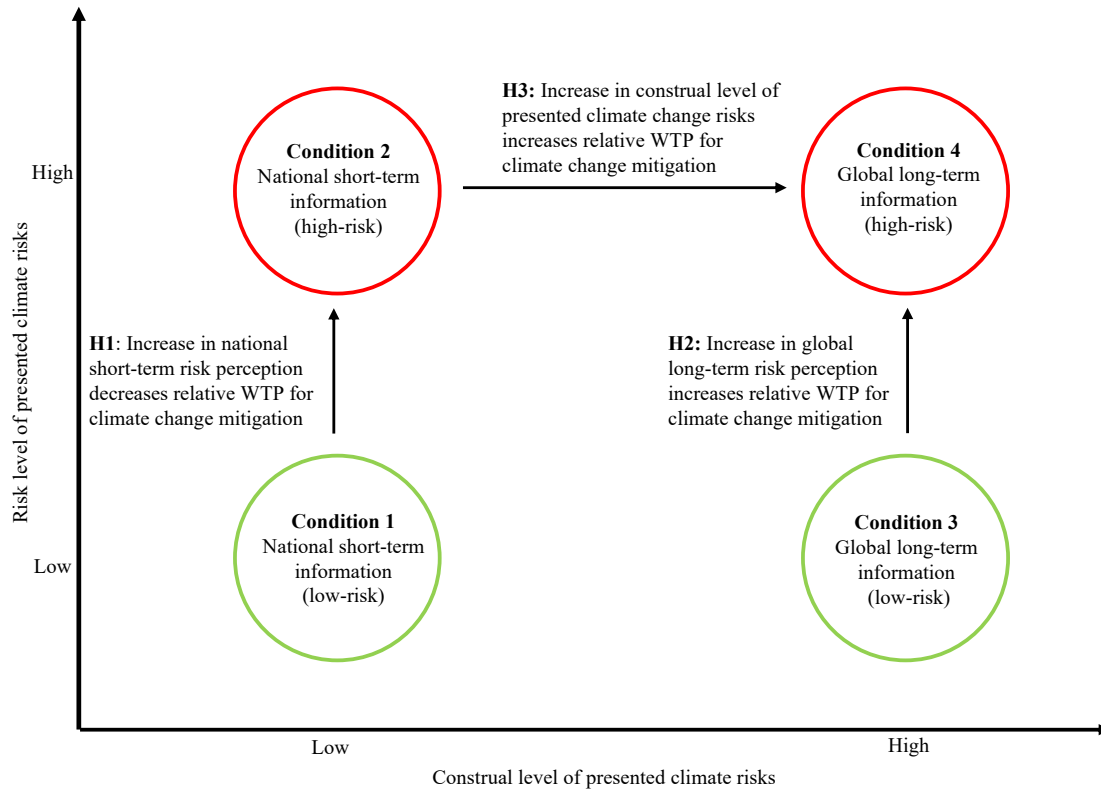 Risk level of presented climate risks
High
Low
Condition 2
National short-term
information
(high-risk)
H3: Increase in construal level of
presented climate change risks
increases relative WTP for
climate change mitigation
Condition 4
Global long-term
information
(high-risk)
H1: Increase in national
short-term risk perception
decreases relative WTP for
climate change mitigation
H2: Increase in global
long-term risk perception
increases relative WTP for
climate change mitigation
Condition 1
National short-term
information
(low-risk)
Condition 3
Global long-term
information
(low-risk)
Low
High
Construal level of presented climate risks